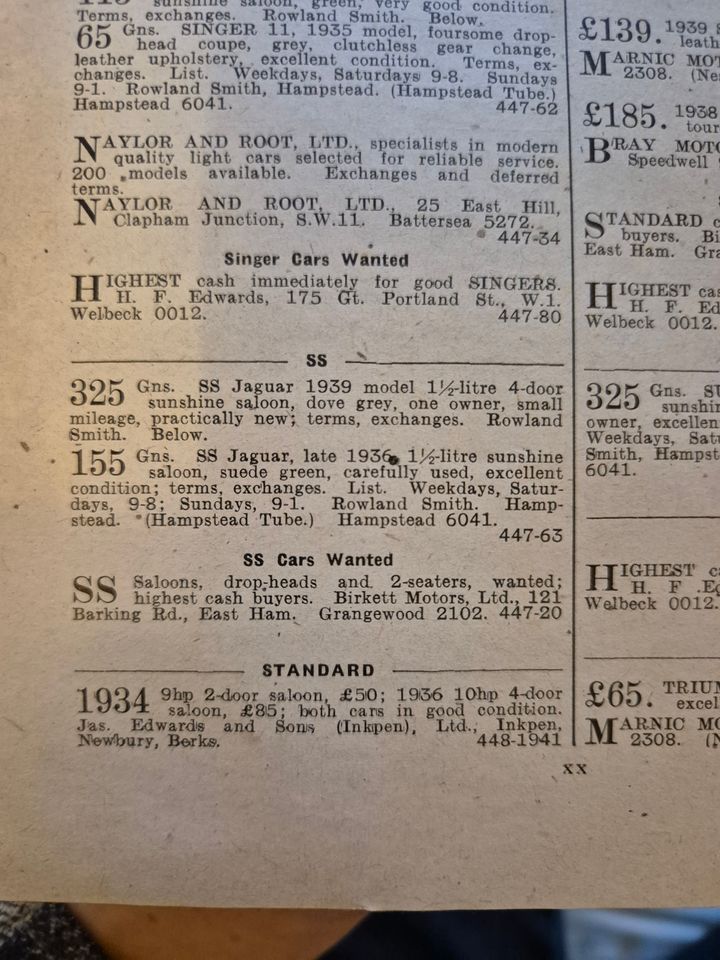 sunshine saloon, green, very good condition.
Terms, exchanges. Rowland Smith. Below.
65 Gns. SINGER 11, 1935 model, foursome drop-
head coupe, grey, clutchless gear change,
leather upholstery, excellent condition. Terms, ex-
changes. List. Weekdays, Saturdays 9-8. Sundays
9-1. Rowland Smith, Hampstead. (Hampstead Tube.)
Hampstead 6041. 447-62
NAYLOR AND ROOT, LTD., specialists in modern
quality light cars selected for reliable service.
200 models available. Exchanges and deferred
terms.
NAYLOR AND ROOT, LTD., 25 East Hill,
Clapham Junction, S.W.11. Battersea 5272.
447-34
Singer Cars Wanted
HIGHEST cash immediately for good SINGERS.
H. F. Edwards, 175 Gt. Portland St., W.1.
Welbeck 0012. 447-80
SS
325 Gns. SS Jaguar 1939 model 1½-litre 4-door
sunshine saloon, dove grey, one owner, small
mileage, practically new; terms, exchanges. Rowland
Smith. Below.
155 Gns. SS Jaguar, late 1936, 1½-litre sunshine
saloon, suede green, carefully used, excellent
condition; terms, exchanges. List. Weekdays, Satur-
days, 9-8; Sundays, 9-1. Rowland Smith. Hamp-
stead. (Hampstead Tube.) Hampstead 6041.
447-63
SS Cars Wanted
SS Saloons, drop-heads and 2-seaters, wanted;
highest cash buyers. Birkett Motors, Ltd., 121
Barking Rd., East Ham. Grangewood 2102. 447-20
STANDARD
1934 9hp 2-door saloon, £50; 1936 10hp 4-door
saloon, £85; both cars in good condition.
Jas. Edwards and Sons (Inkpen), Ltd., Inkpen,
Newbury, Berks. 448-1941
£139. 1939
leath
MARNIC MOT
2308. (Ne
£185. 1938
tour
BRAY MOTO
Speedwell
STANDARD c
buyers. Bi
East Ham. Gra
HIGHEST cas
H. F. Ed
Welbeck 0012.
325 Gns. SU
sunshin
owner, excellen
Weekdays, Satu
Smith, Hampst
6041.
HIGHEST ca
H. F. Ed
Welbeck 0012.
£65. TRIUM
excel
MARNIC MO
2308. (N
xx